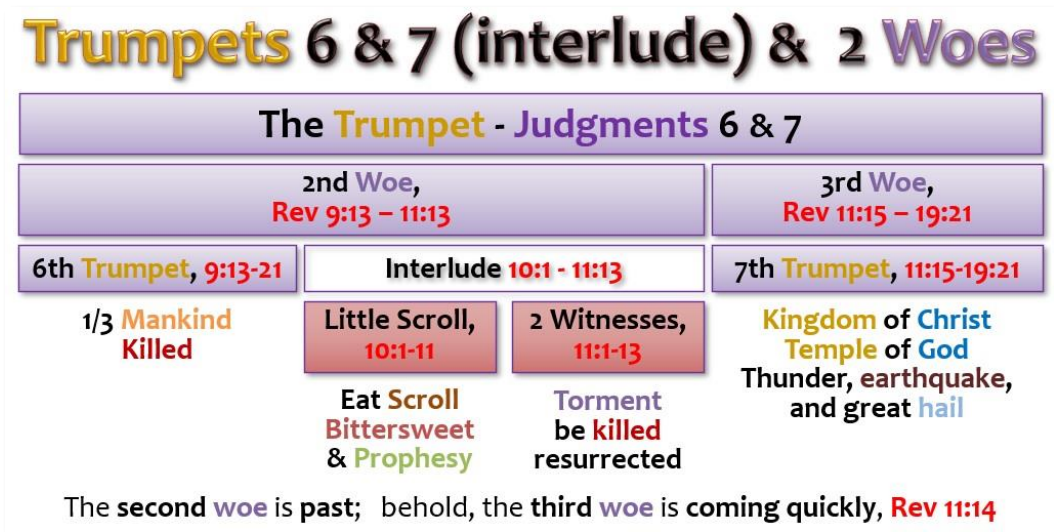 Trumpets 6 & 7 (interlude) & 2 Woes
The Trumpet - Judgments 6 & 7
2nd Woe,
Rev 9:13 – 11:13
3rd Woe,
Rev 11:15 – 19:21
6th Trumpet, 9:13-21
Interlude 10:1 - 11:13
7th Trumpet, 11:15-19:21
1/3 Mankind
Killed
Little Scroll,
10:1-11
2 Witnesses,
11:1-13
Kingdom of Christ
Temple of God
Thunder, earthquake,
and great hail
Eat Scroll
Bittersweet
& Prophesy
Torment
be killed
resurrected
The second woe is past; behold, the third woe is coming quickly, Rev 11:14